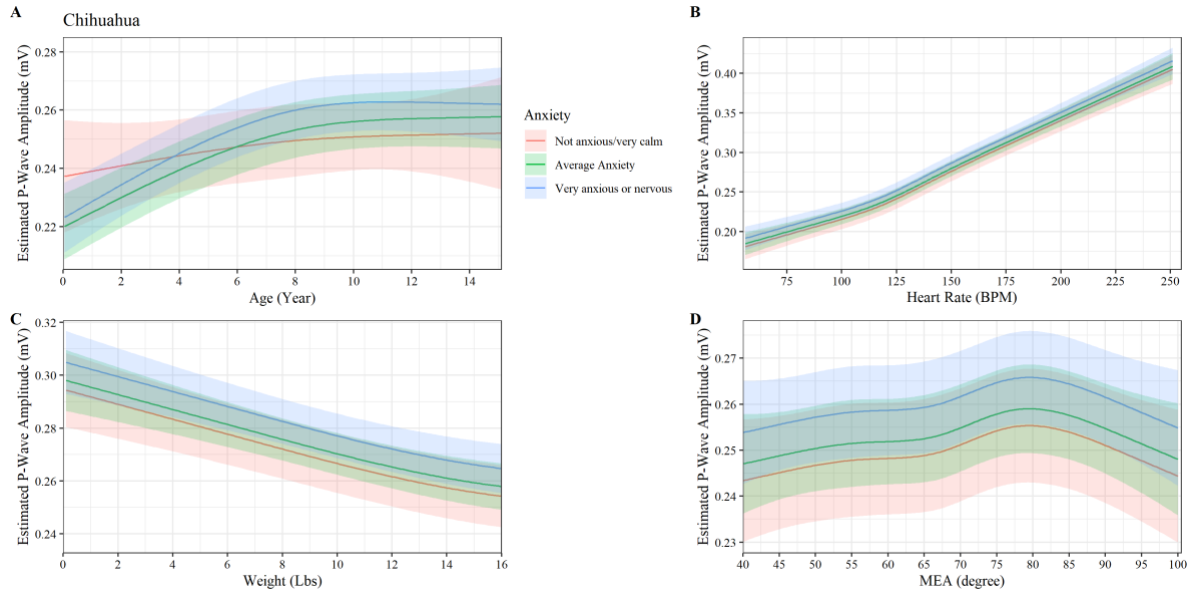 A
Chihuahua
Estimated P-Wave Amplitude (mV)
0.28
0.26
0.24
0.22
0 2 4 6 8 10 12 14
Age (Year)
Anxiety
Not anxious/very calm
Average Anxiety
Very anxious or nervous
B
Estimated P-Wave Amplitude (mV)
0.40
0.35
0.30
0.25
0.20
75 100 125 150 175 200 225 250
Heart Rate (BPM)
C
Estimated P-Wave Amplitude (mV)
0.32
0.30
0.28
0.26
0.24
0 2 4 6 8 10 12 14 16
Weight (Lbs)
D
Estimated P-Wave Amplitude (mV)
0.27
0.26
0.25
0.24
0.23
40 45 50 55 60 65 70 75 80 85 90 95 100
MEA (degree)